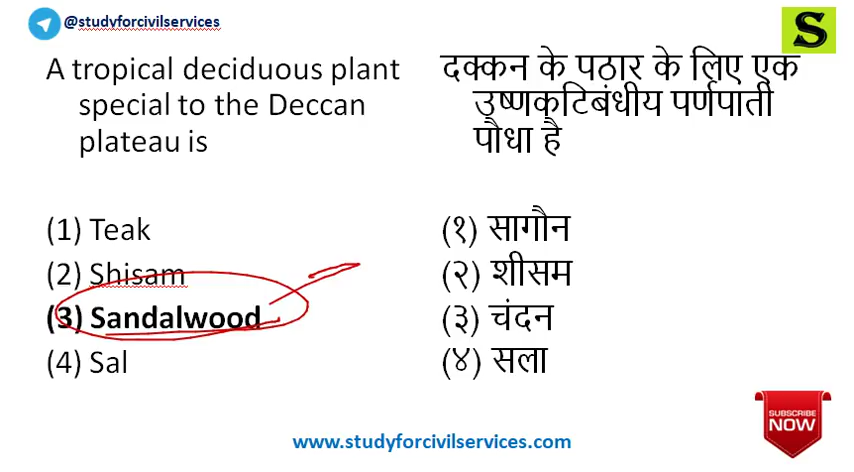 @studyforcivilservices
S
A tropical deciduous plant
special to the Deccan
plateau is
(1) Teak
(2) Shisam
(3) Sandalwood
(4) Sal
दक्कन के पठार के लिए एक
उष्णकटिबंधीय पर्णपाती
पौधा है
(१) सागौन
(२) शीसम
(३) चंदन
(४) सला
SUBSCRIBE
NOW
www.studyforcivilservices.com